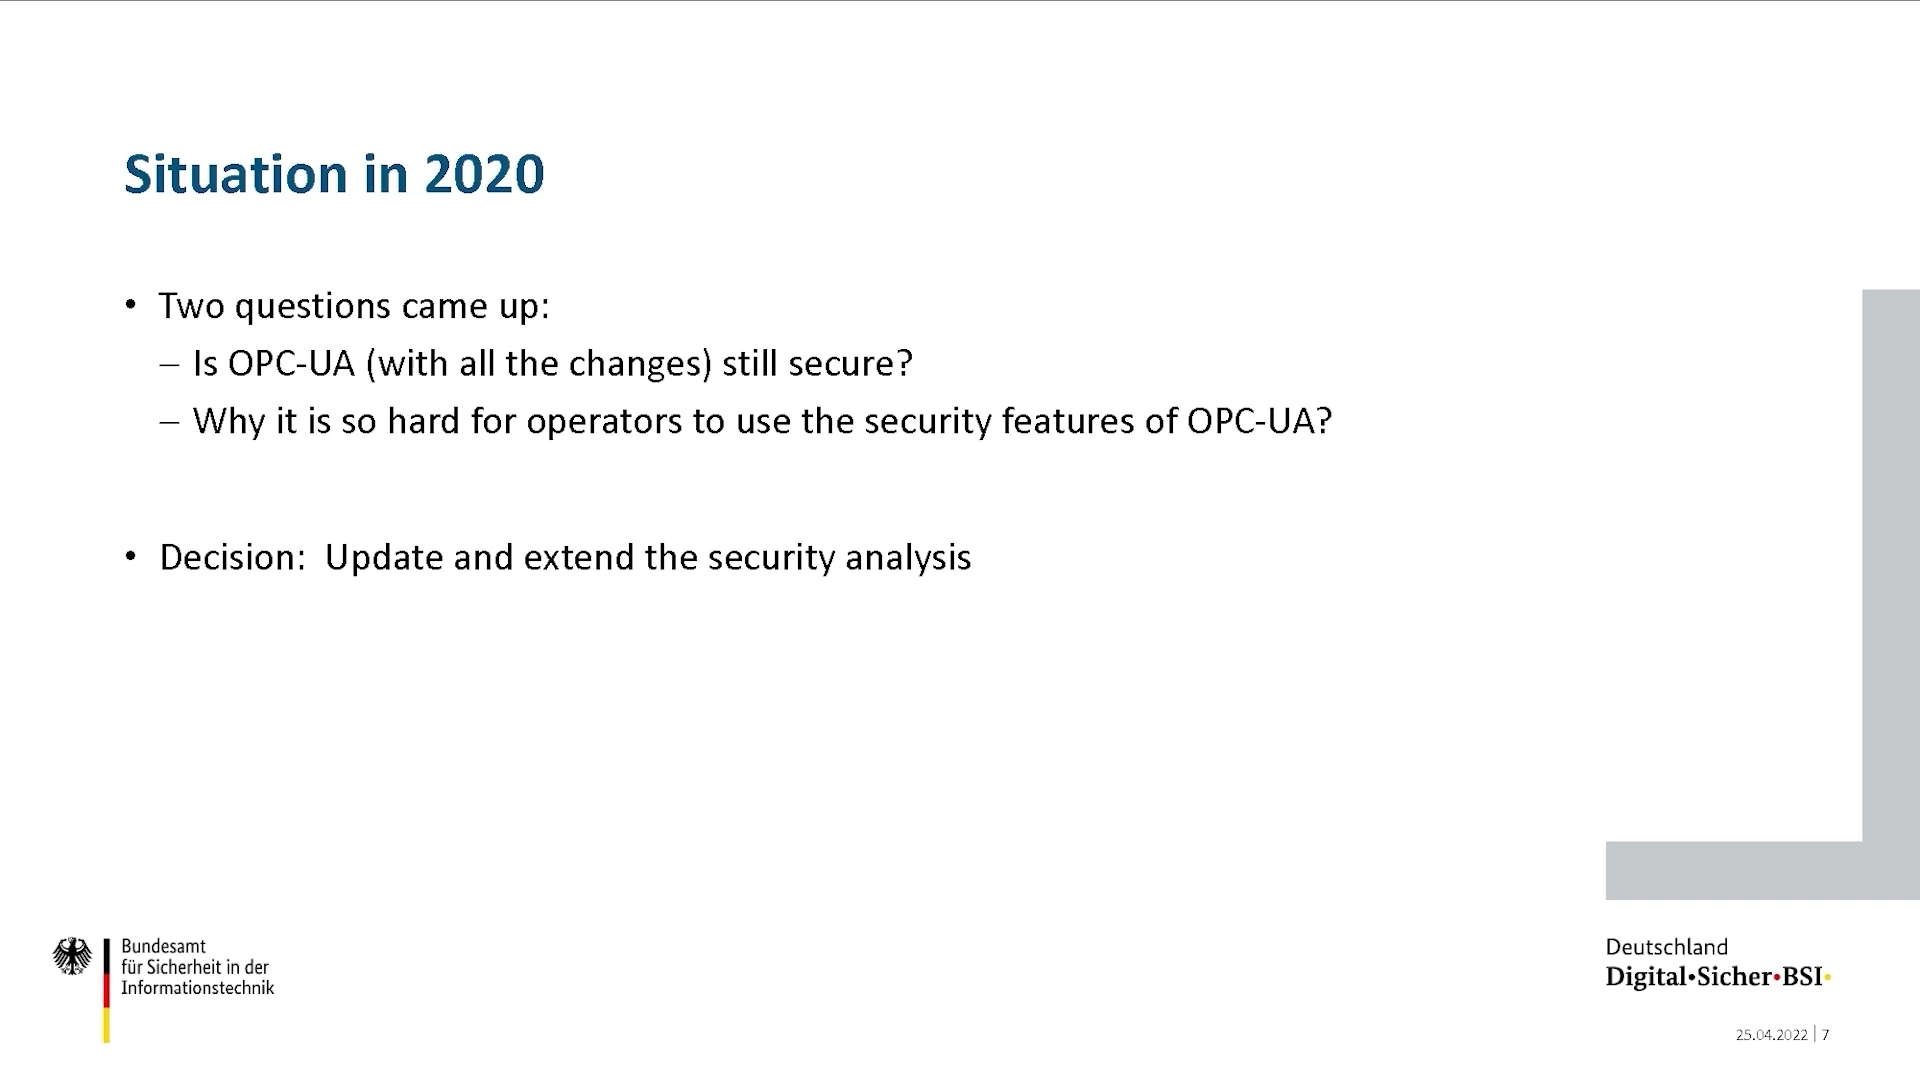 Situation in 2020
• Two questions came up:
– Is OPC-UA (with all the changes) still secure?
– Why it is so hard for operators to use the security features of OPC-UA?
• Decision:  Update and extend the security analysis
Bundesamt
für Sicherheit in der
Informationstechnik
Deutschland
Digital•Sicher•BSI•
25.04.2022 | 7